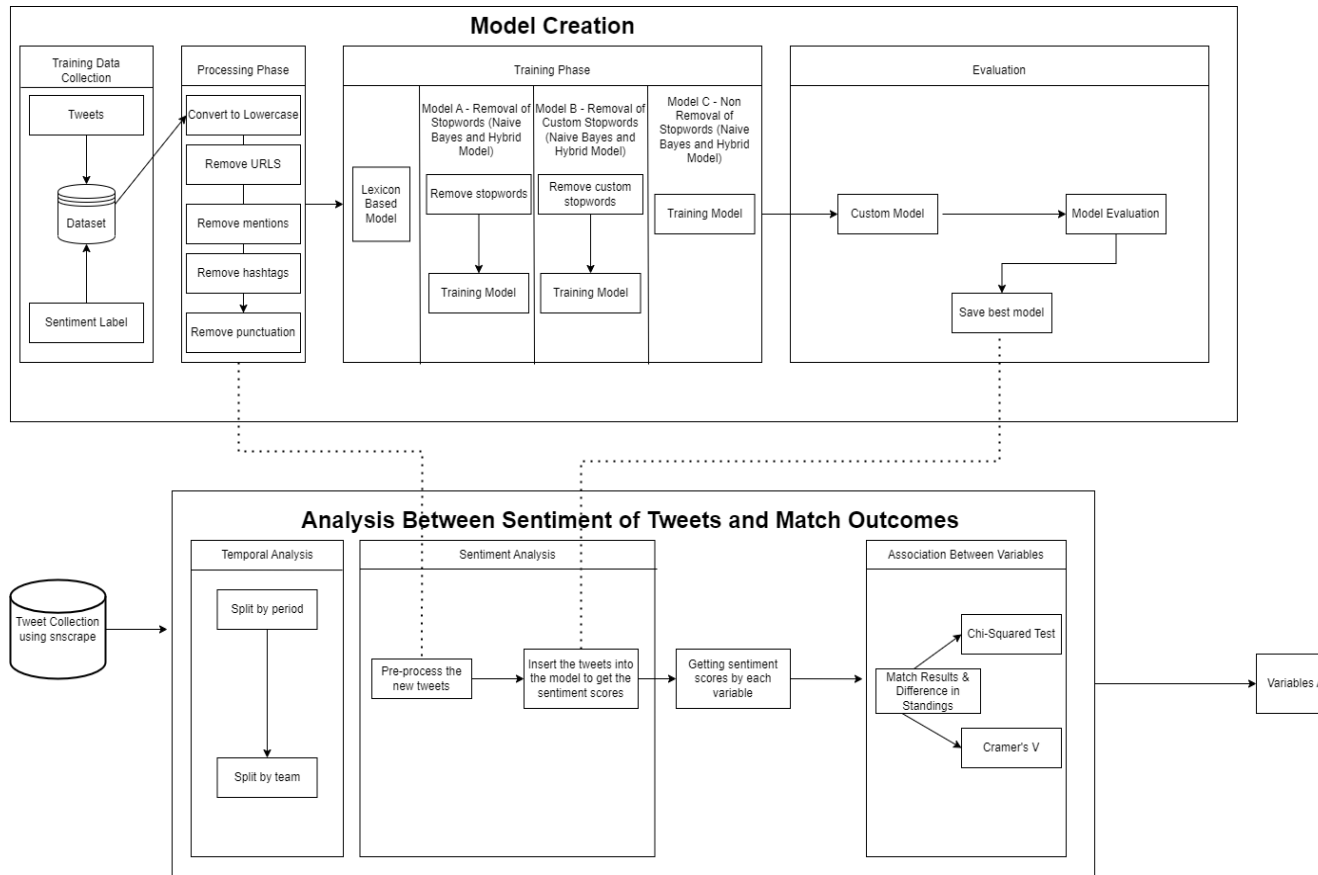 Model Creation
Training Data
Collection
Tweets
Dataset
Sentiment Label
Processing Phase
Convert to Lowercase
Remove URLS
Remove mentions
Remove hashtags
Remove punctuation
Training Phase
Lexicon
Based
Model
Model A - Removal of
Stopwords (Naive
Bayes and Hybrid
Model)
Remove stopwords
Training Model
Model B - Removal of
Custom Stopwords
(Naive Bayes and
Hybrid Model)
Remove custom
stopwords
Training Model
Model C - Non
Removal of
Stopwords (Naive
Bayes and Hybrid
Model)
Training Model
Evaluation
Custom Model
Model Evaluation
Save best model
Analysis Between Sentiment of Tweets and Match Outcomes
Tweet Collection
using snscrape
Temporal Analysis
Split by period
Split by team
Sentiment Analysis
Pre-process the
new tweets
Insert the tweets into
the model to get the
sentiment scores
Getting sentiment
scores by each
variable
Association Between Variables
Match Results &
Difference in
Standings
Chi-Squared Test
Cramer's V
Variables